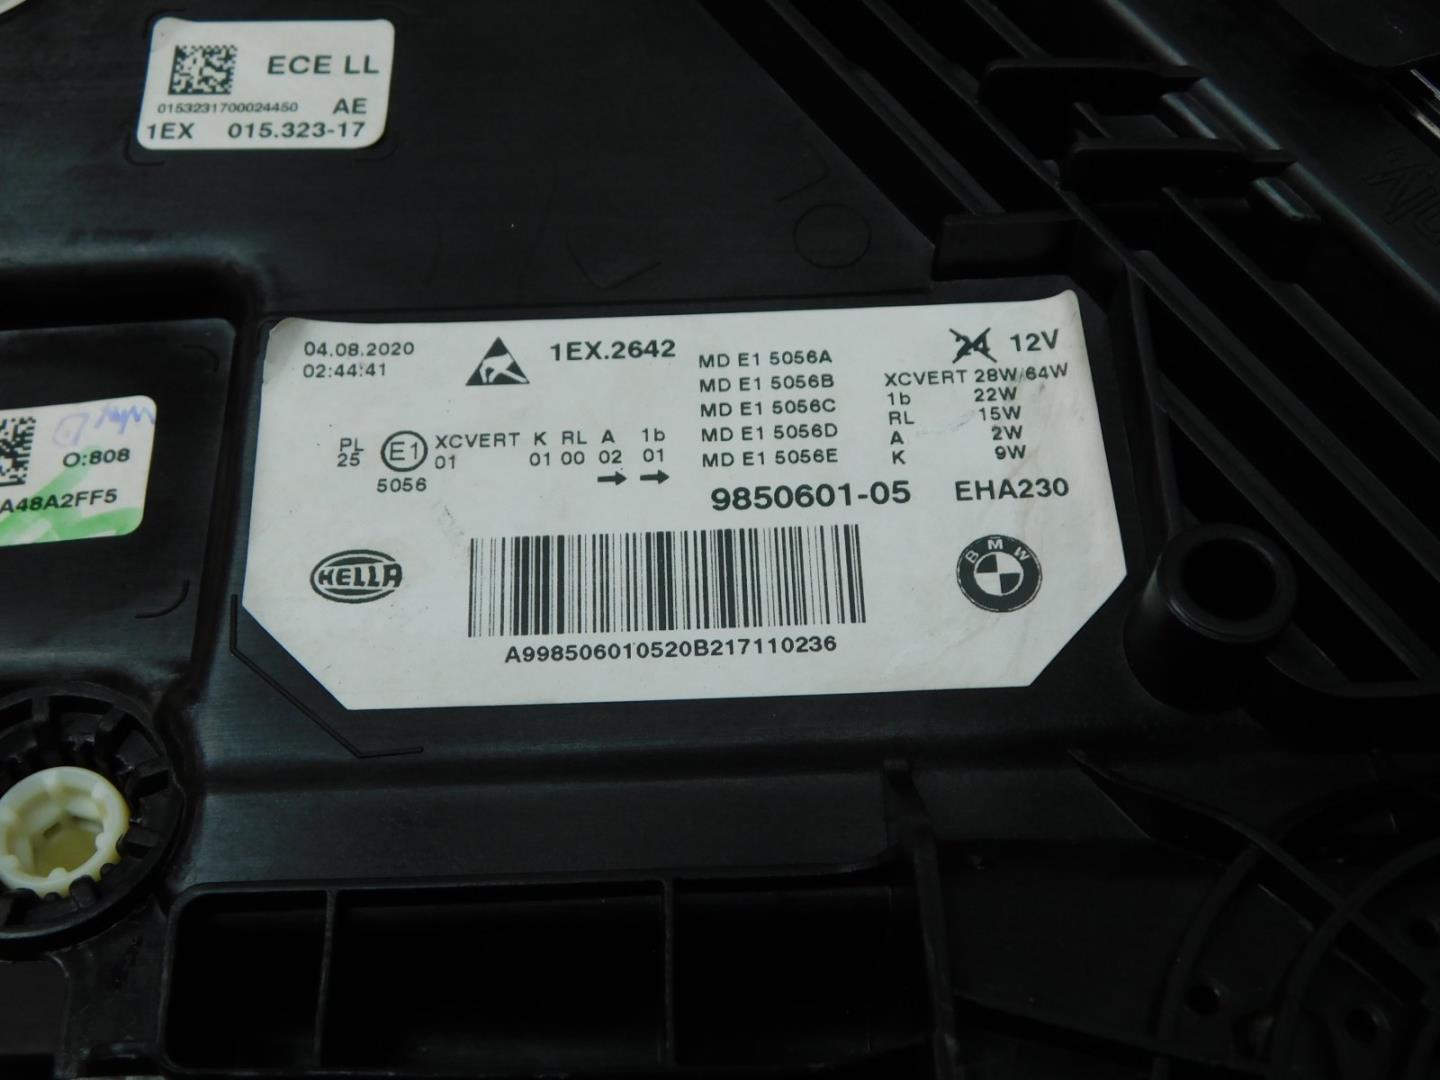 ECE LL
0153231700024450 AE
1EX 015.323-17
O:808
A48A2FF5
04.08.2020
02:44:41
1EX.2642
24 12V
MD E1 5056A
MD E1 5056B
MD E1 5056C
MD E1 5056D
MD E1 5056E
XCVERT 28W/64W
1b 22W
RL 15W
A 2W
K 9W
PL E1 XCVERT K RL A 1b
25 01 01 00 02 01
5056
9850601-05 EHA230
HELLA
BMW
A998506010520B217110236